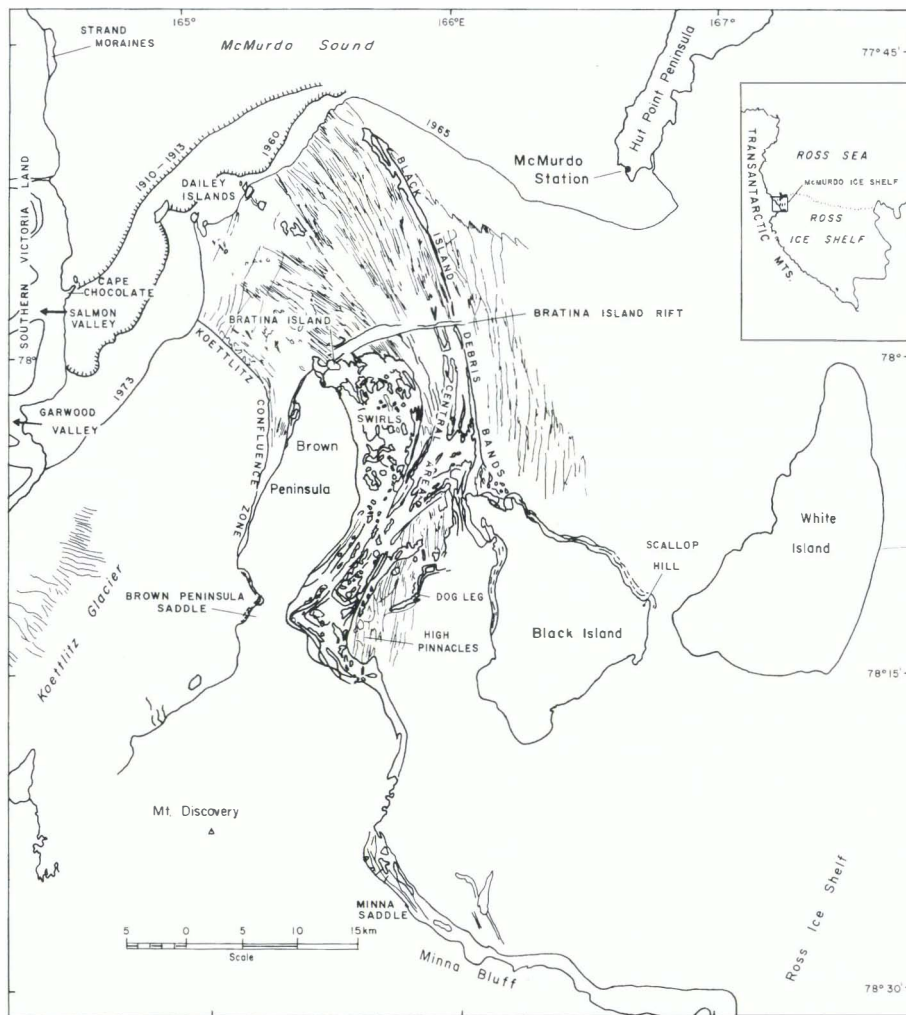 165°
166°E
167°
STRAND
MORAINES
McMurdo Sound
77°45'
Hut Point Peninsula
1910-1913
1960
1965
McMurdo
Station
DAILEY
ISLANDS
TRANSANTARCTIC MTS.
ROSS SEA
McMURDO ICE SHELF
ROSS
ICE SHELF
SOUTHERN VICTORIA LAND
CAPE
CHOCOLATE
SALMON
VALLEY
BLACK ISLAND DEBRIS BANDS
BRATINA ISLAND
BRATINA ISLAND RIFT
78°
KOETTLITZ CONFLUENCE ZONE
1973
GARWOOD
VALLEY
SWIRLS
CENTRAL AREA
Brown
Peninsula
White
Island
SCALLOP
HILL
Koettlitz Glacier
BROWN PENINSULA
SADDLE
DOG LEG
HIGH
PINNACLES
Black Island
78°15'
Mt. Discovery
MINNA
SADDLE
5 0 5 10 15km
Scale
Minna Bluff
Ross Ice Shelf
78°30'